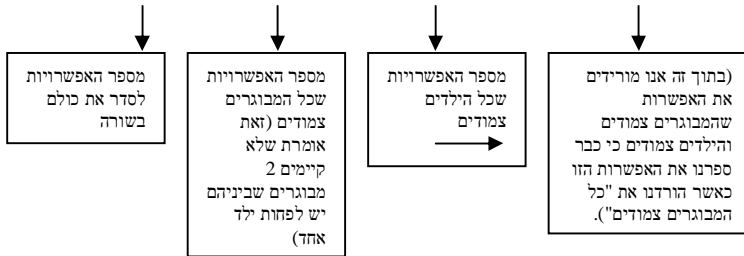 מספר האפשרויות
לסדר את כולם
בשורה
מספר האפשרויות
שכל המבוגרים
צמודים (זאת
אומרת שלא
קיימים 2
מבוגרים שביניהם
יש לפחות ילד
אחד)
מספר האפשרויות
שכל הילדים
צמודים
(בתוך זה אנו מורידים
את האפשרות
שהמבוגרים צמודים
והילדים צמודים כי כבר
ספרנו את האפשרות הזו
כאשר הורדנו את "כל
המבוגרים צמודים").